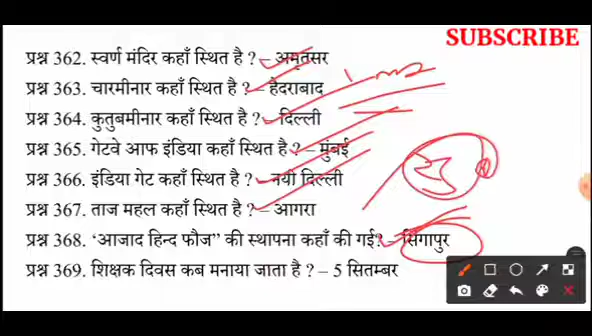 SUBSCRIBE
प्रश्न 362. स्वर्ण मंदिर कहाँ स्थित है ? – अमृतसर
प्रश्न 363. चारमीनार कहाँ स्थित है ? – हैदराबाद
प्रश्न 364. कुतुबमीनार कहाँ स्थित है ? – दिल्ली
प्रश्न 365. गेटवे आफ इंडिया कहाँ स्थित है ? – मुंबई
प्रश्न 366. इंडिया गेट कहाँ स्थित है ? – नयी दिल्ली
प्रश्न 367. ताज महल कहाँ स्थित है ? – आगरा
प्रश्न 368. ‘आजाद हिन्द फौज” की स्थापना कहाँ की गई? – सिंगापुर
प्रश्न 369. शिक्षक दिवस कब मनाया जाता है ? – 5 सितम्बर